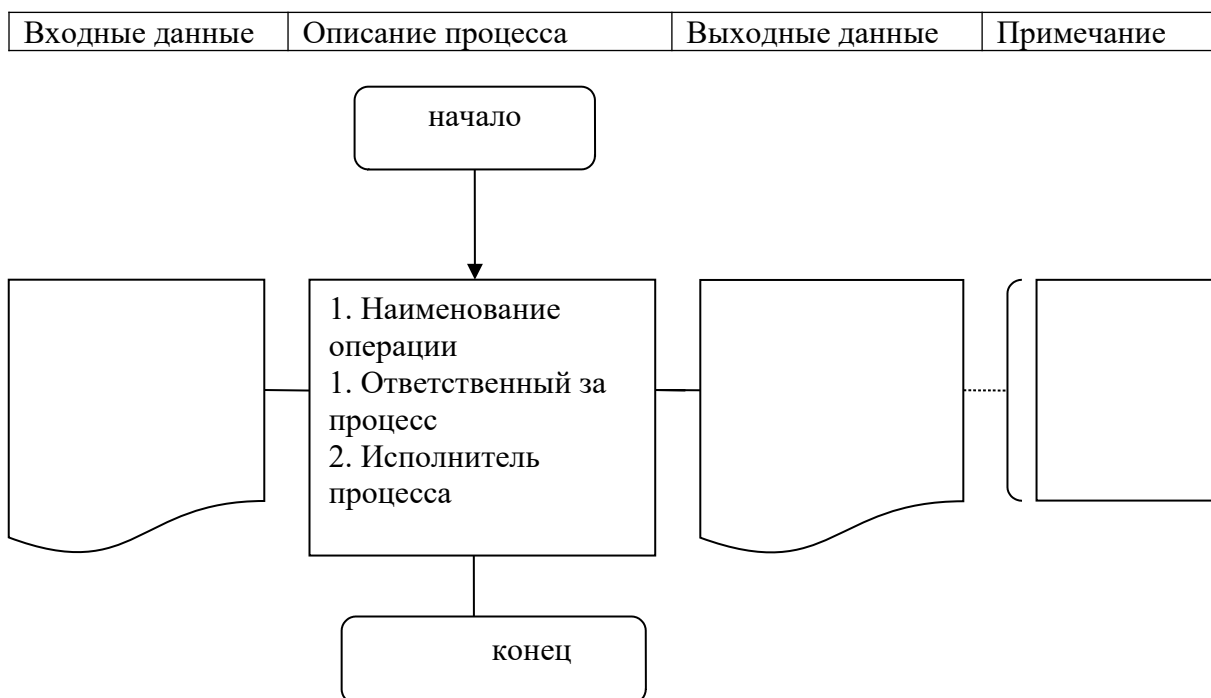 Входные данные Описание процесса Выходные данные Примечание
начало
1. Наименование
операции
1. Ответственный за
процесс
2. Исполнитель
процесса
конец